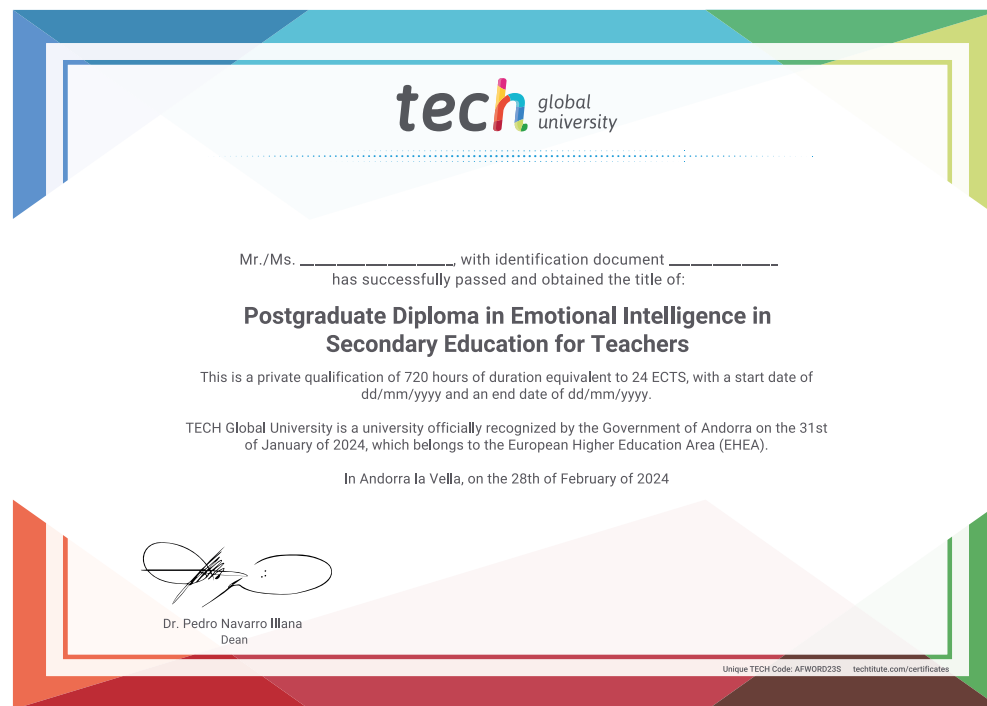 tech global university
Mr./Ms. ____________________, with identification document ______________
has successfully passed and obtained the title of:
Postgraduate Diploma in Emotional Intelligence in
Secondary Education for Teachers
This is a private qualification of 720 hours of duration equivalent to 24 ECTS, with a start date of
dd/mm/yyyy and an end date of dd/mm/yyyy.
TECH Global University is a university officially recognized by the Government of Andorra on the 31st
of January of 2024, which belongs to the European Higher Education Area (EHEA).
In Andorra la Vella, on the 28th of February of 2024
Dr. Pedro Navarro Illana
Dean
Unique TECH Code: AFWORD23S techtitute.com/certificates